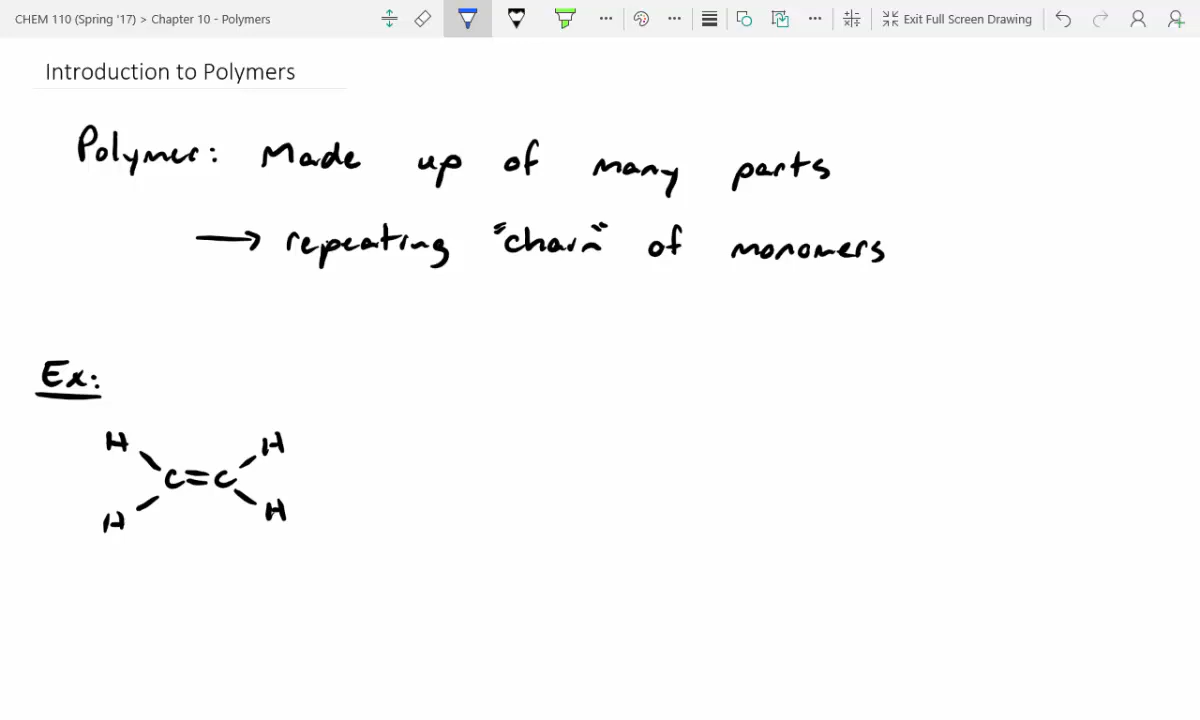 CHEM 110 (Spring '17) > Chapter 10 - Polymers
Exit Full Screen Drawing
Introduction to Polymers
Polymer: Made up of many parts
→ repeating "chain" of monomers
Ex:
H H
C=C
H H